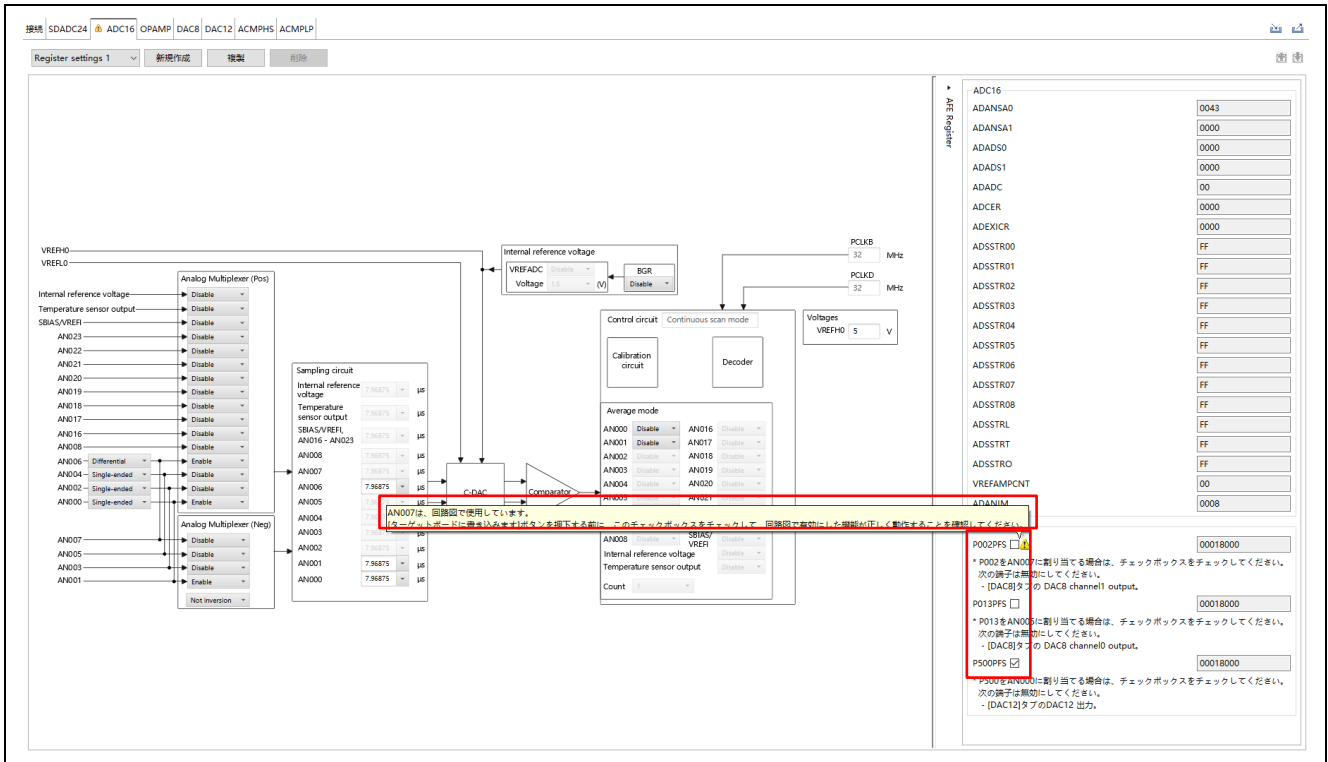 接続 SDADC24 ADC16 OPAMP DAC8 DAC12 ACMPHS ACMPLP
Register settings 1 新規作成 複製 削除
VREFH0
VREFL0
Analog Multiplexer (Pos)
Internal reference voltage Disable
Temperature sensor output Disable
SBIAS/VREFI Disable
AN023 Disable
AN022 Disable
AN021 Disable
AN020 Disable
AN019 Disable
AN018 Disable
AN017 Disable
AN016 Disable
AN008 Disable
AN006 Differential Enable
AN004 Single-ended Disable
AN002 Single-ended Disable
AN000 Single-ended Enable
Analog Multiplexer (Neg)
AN007 Disable
AN005 Disable
AN003 Disable
AN001 Enable
Not inversion
Sampling circuit
Internal reference voltage 7.96875 μs
Temperature sensor output 7.96875 μs
SBIAS/VREFI, AN016 - AN023 7.96875 μs
AN008 7.96875 μs
AN007 7.96875 μs
AN006 7.96875 μs
AN005 μs
AN004
AN003 μs
AN002 μs
AN001 7.96875 μs
AN000 7.96875 μs
Internal reference voltage
VREFADC Disable
Voltage 1.5 (V)
BGR
Disable
C-DAC
Comparator
PCLKB
32 MHz
PCLKD
32 MHz
Control circuit Continuous scan mode
Calibration circuit
Decoder
Voltages
VREFH0 5 V
Average mode
AN000 Disable AN016 Disable
AN001 Disable AN017 Disable
AN002 Disable AN018 Disable
AN003 Disable AN019 Disable
AN004 Disable AN020 Disable
AN005 AN021
AN008 Disable SBIAS/VREFI Disable
Internal reference voltage Disable
Temperature sensor output Disable
Count 1
AN007は、回路図で使用しています。
[ターゲットボードに書き込みます]ボタンを押下する前に、このチェックボックスをチェックして、回路図で有効にした機能が正しく動作することを確認してください。
AFE Register
ADC16
ADANSA0 0043
ADANSA1 0000
ADADS0 0000
ADADS1 0000
ADADC 00
ADCER 0000
ADEXICR 0000
ADSSTR00 FF
ADSSTR01 FF
ADSSTR02 FF
ADSSTR03 FF
ADSSTR04 FF
ADSSTR05 FF
ADSSTR06 FF
ADSSTR07 FF
ADSSTR08 FF
ADSSTRL FF
ADSSTRT FF
ADSSTRO FF
VREFAMPCNT 00
ADANIM 0008
P002PFS 00018000
* P002をAN007に割り当てる場合は、チェックボックスをチェックしてください。
次の端子は無効にしてください。
- [DAC8]タブの DAC8 channel1 output。
P013PFS 00018000
* P013をAN005に割り当てる場合は、チェックボックスをチェックしてください。
次の端子は無効にしてください。
- [DAC8]タブの DAC8 channel0 output。
P500PFS 00018000
* P500をAN000に割り当てる場合は、チェックボックスをチェックしてください。
次の端子は無効にしてください。
- [DAC12]タブのDAC12 出力。